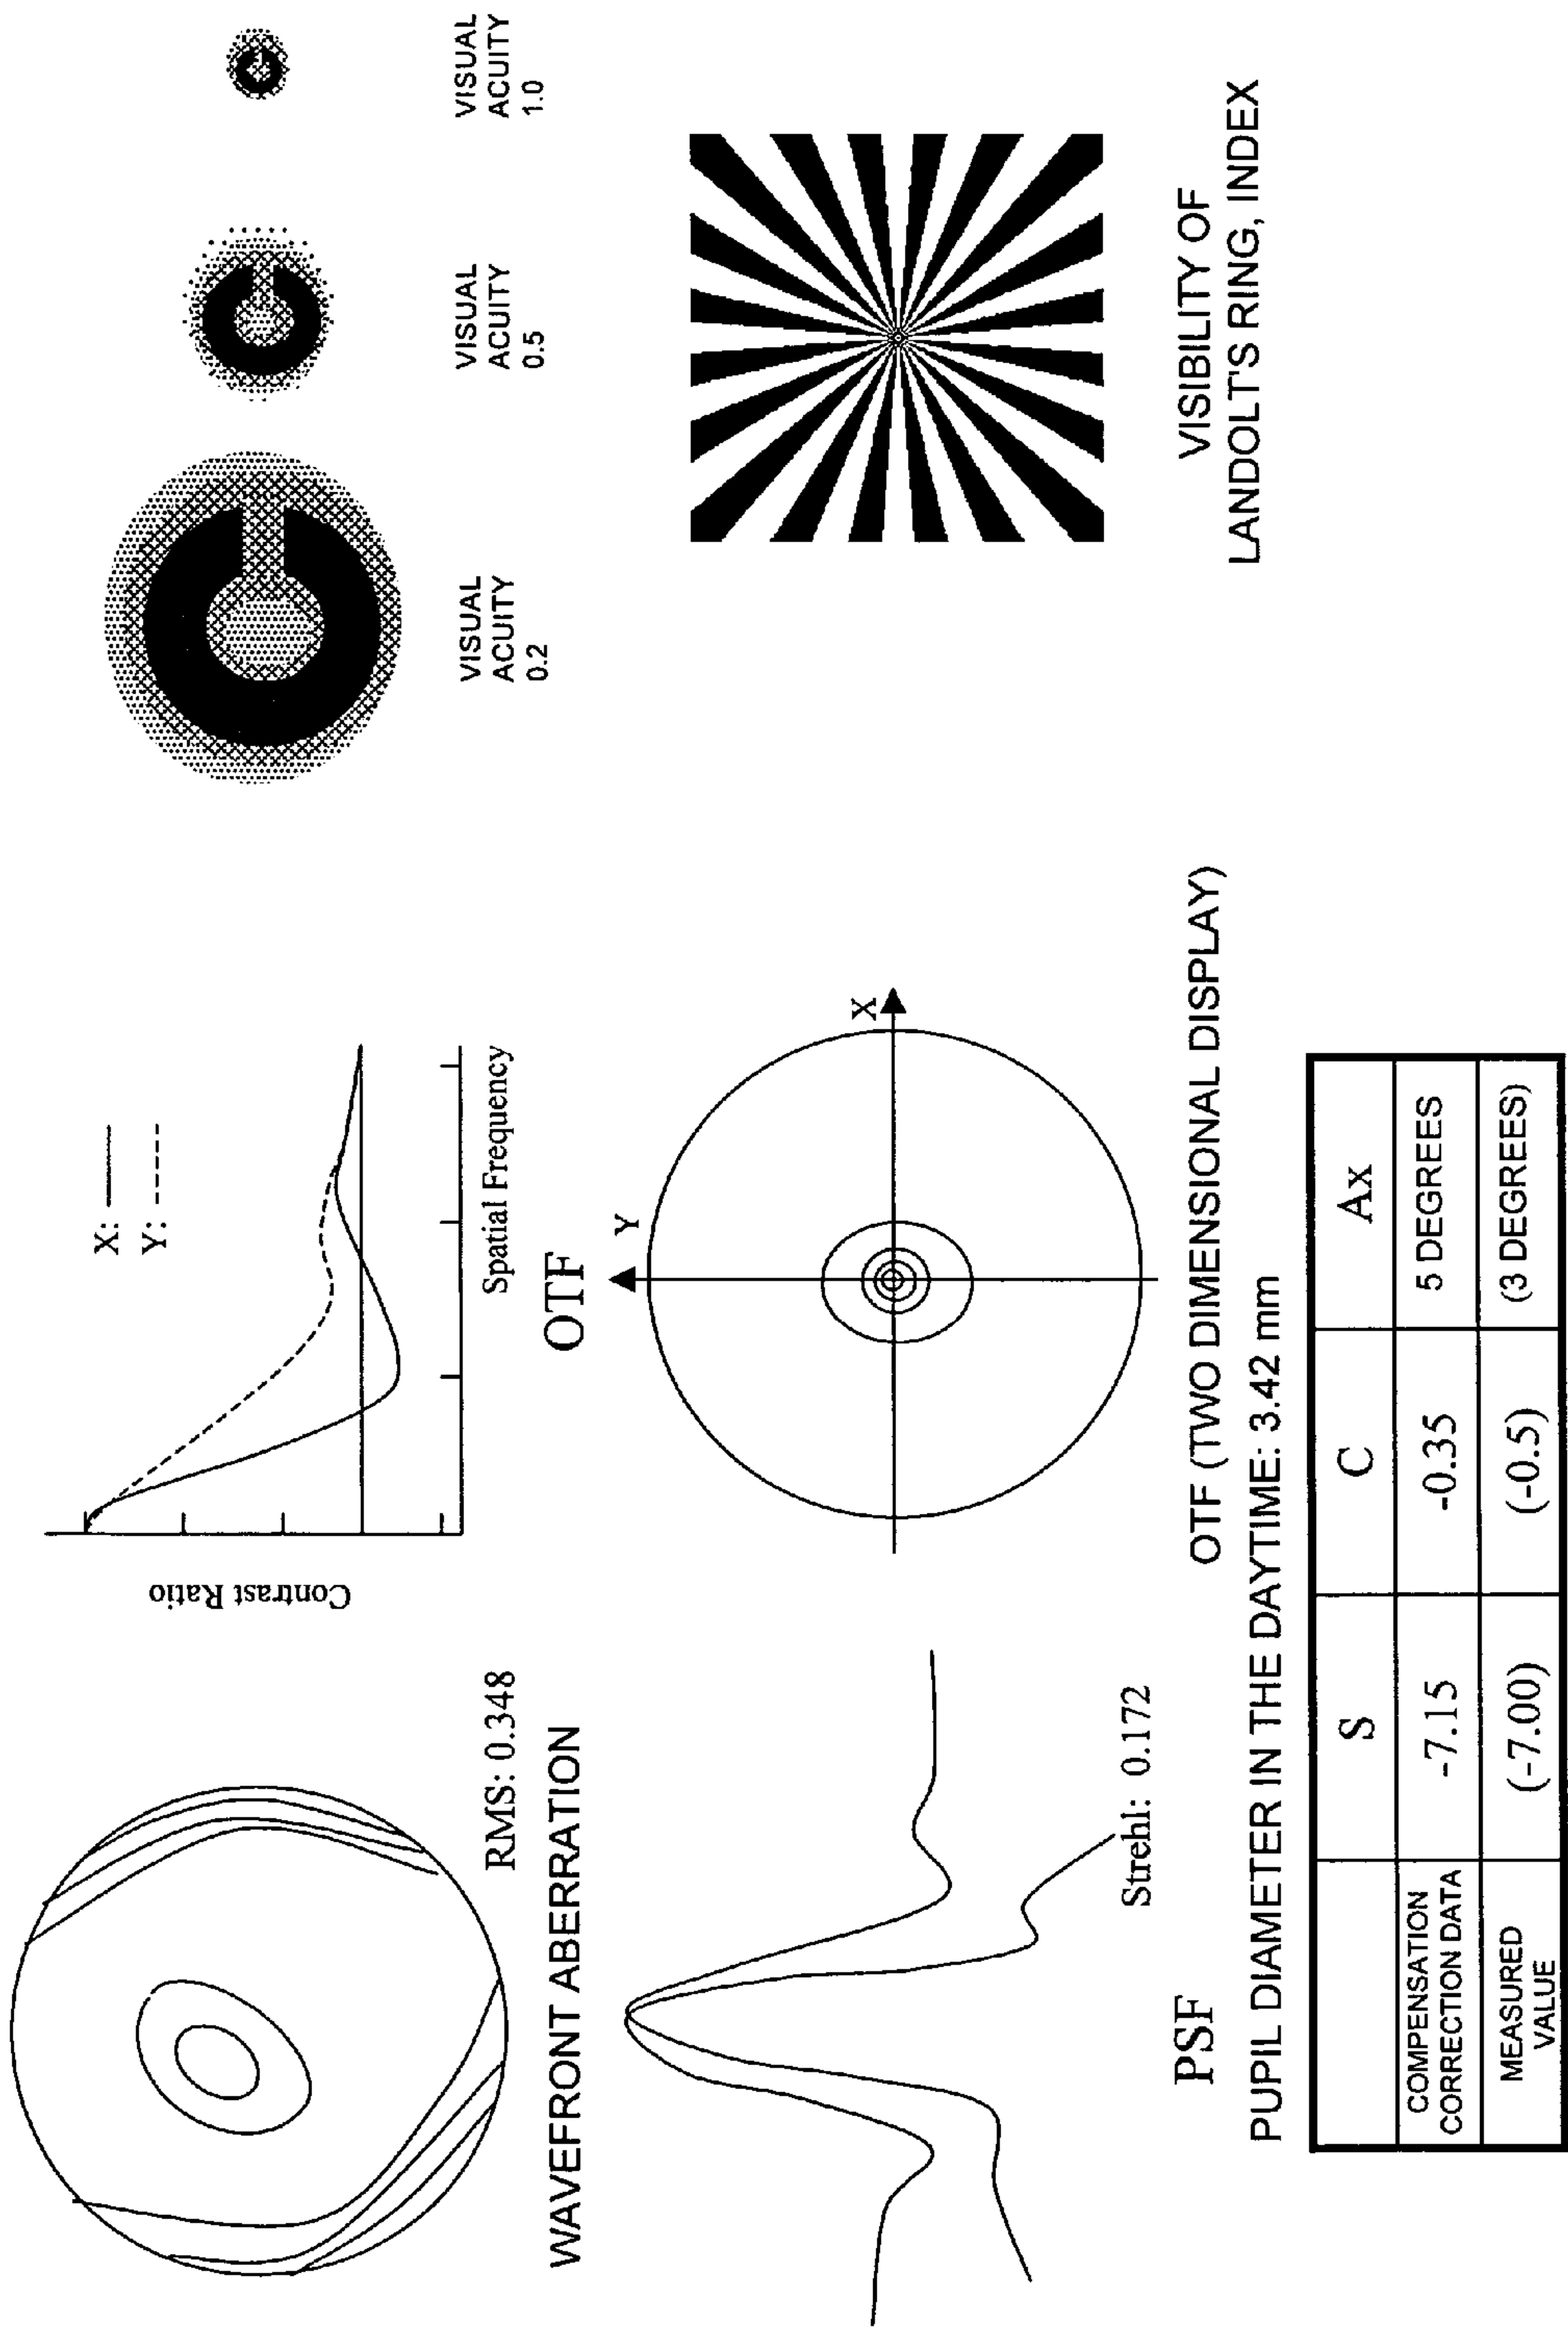 RMS: 0.348
WAVEFRONT ABERRATION
Contrast Ratio
X:
Y:
Spatial Frequency
OTF
VISUAL
ACUITY
0.2
VISUAL
ACUITY
0.5
VISUAL
ACUITY
1.0
Strehl: 0.172
PSF
Y
X
OTF (TWO DIMENSIONAL DISPLAY)
VISIBILITY OF
LANDOLT'S RING, INDEX
PUPIL DIAMETER IN THE DAYTIME: 3.42 mm
S C Ax
COMPENSATION
CORRECTION DATA -7.15 -0.35 5 DEGREES
MEASURED
VALUE (-7.00) (-0.5) (3 DEGREES)